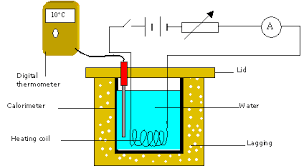 10°C
A
Digital
thermometer
Lid
Calorimeter
Water
Heating coil
Lagging